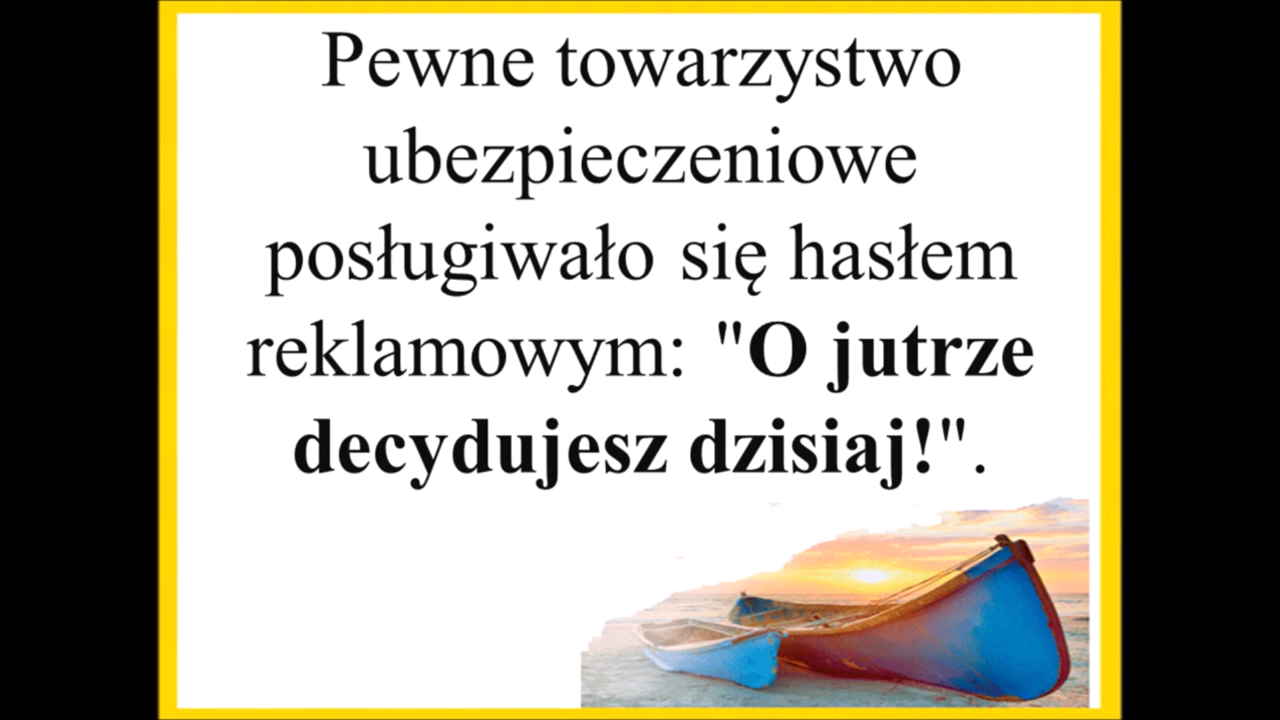 Pewne towarzystwo
ubezpieczeniowe
posługiwało się hasłem
reklamowym: "O jutrze
decydujesz dzisiaj!".